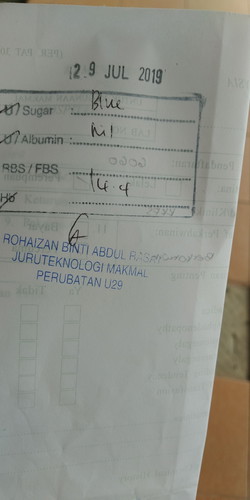 29 JUL 2019
U/Sugar : Blue
U/Albumin : Nil
RBS / FBS :
Hb 14.4
ROHAIZAN BINTI ABDUL
JURUTEKNOLOGI MAKMAL
PERUBATAN U29